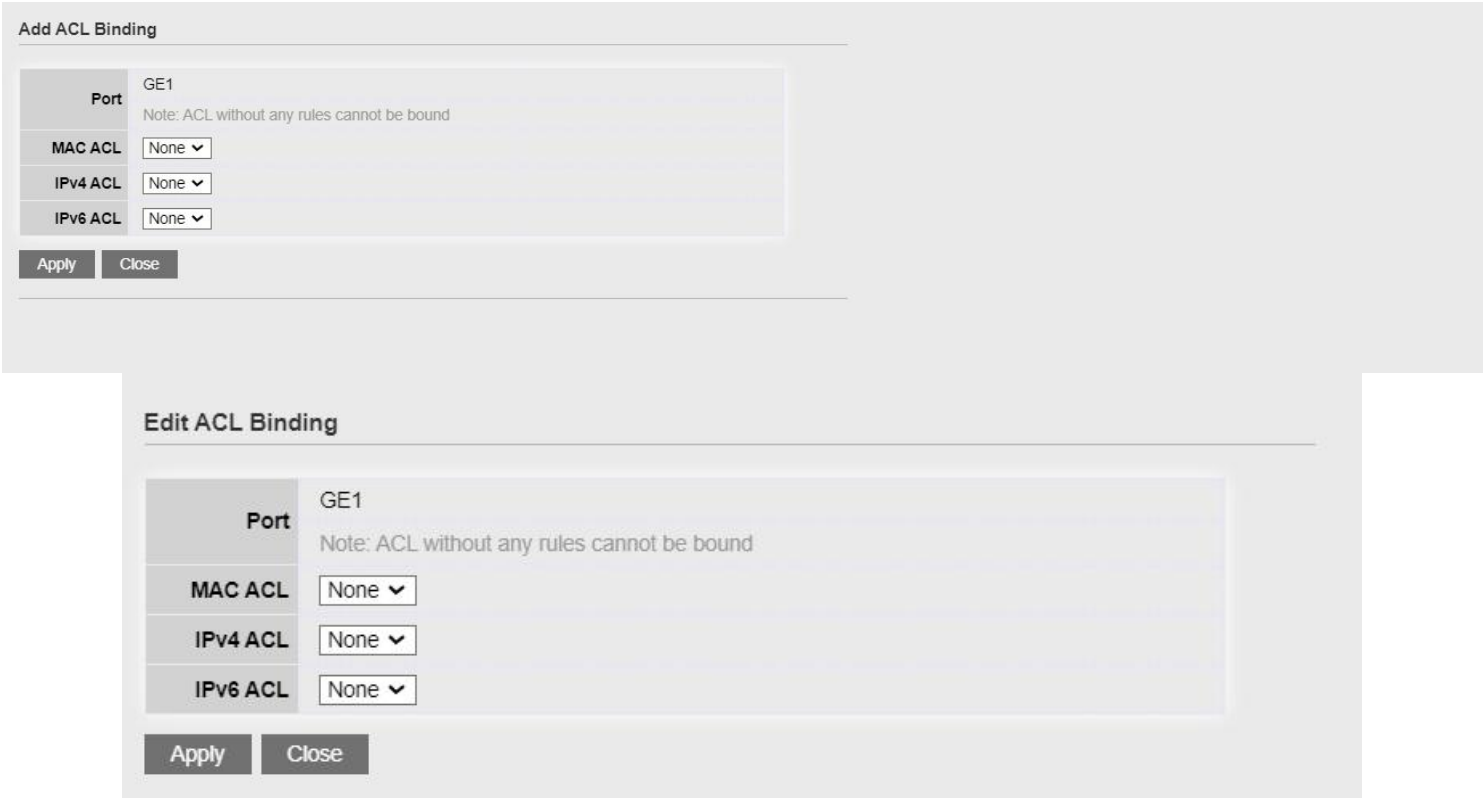 Add ACL Binding
Port
GE1
Note: ACL without any rules cannot be bound
MAC ACL None
IPv4 ACL None
IPv6 ACL None
Apply Close
Edit ACL Binding
Port
GE1
Note: ACL without any rules cannot be bound
MAC ACL None
IPv4 ACL None
IPv6 ACL None
Apply Close